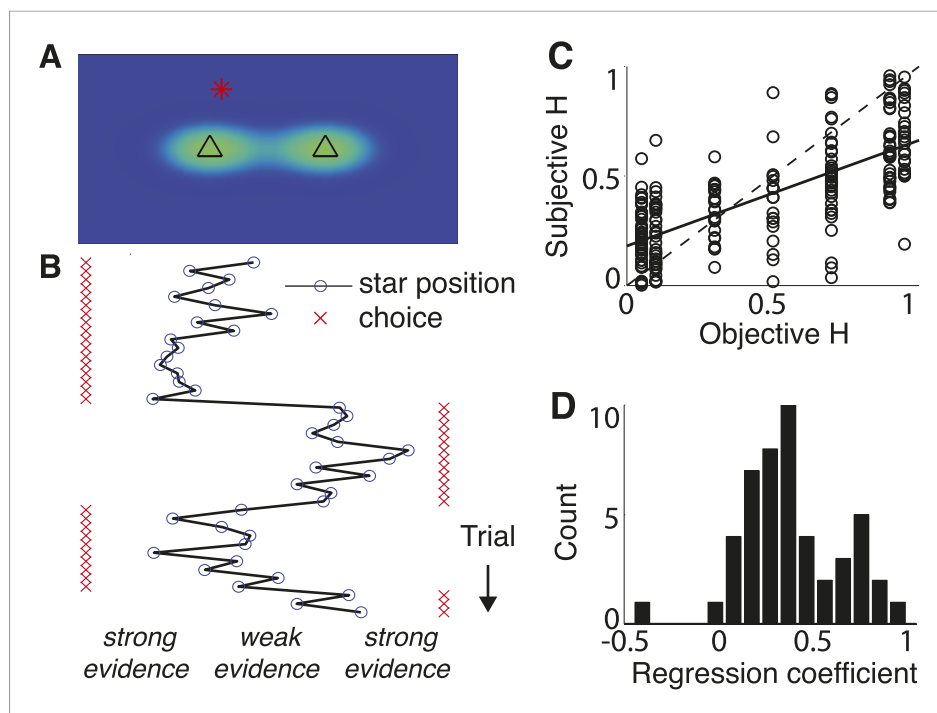 A
B
star position
choice
Trial
strong weak strong
evidence evidence evidence
C
1
0.5
0
Subjective H
0 0.5 1
Objective H
D
10
5
0
Count
-0.5 0 0.5 1
Regression coefficient